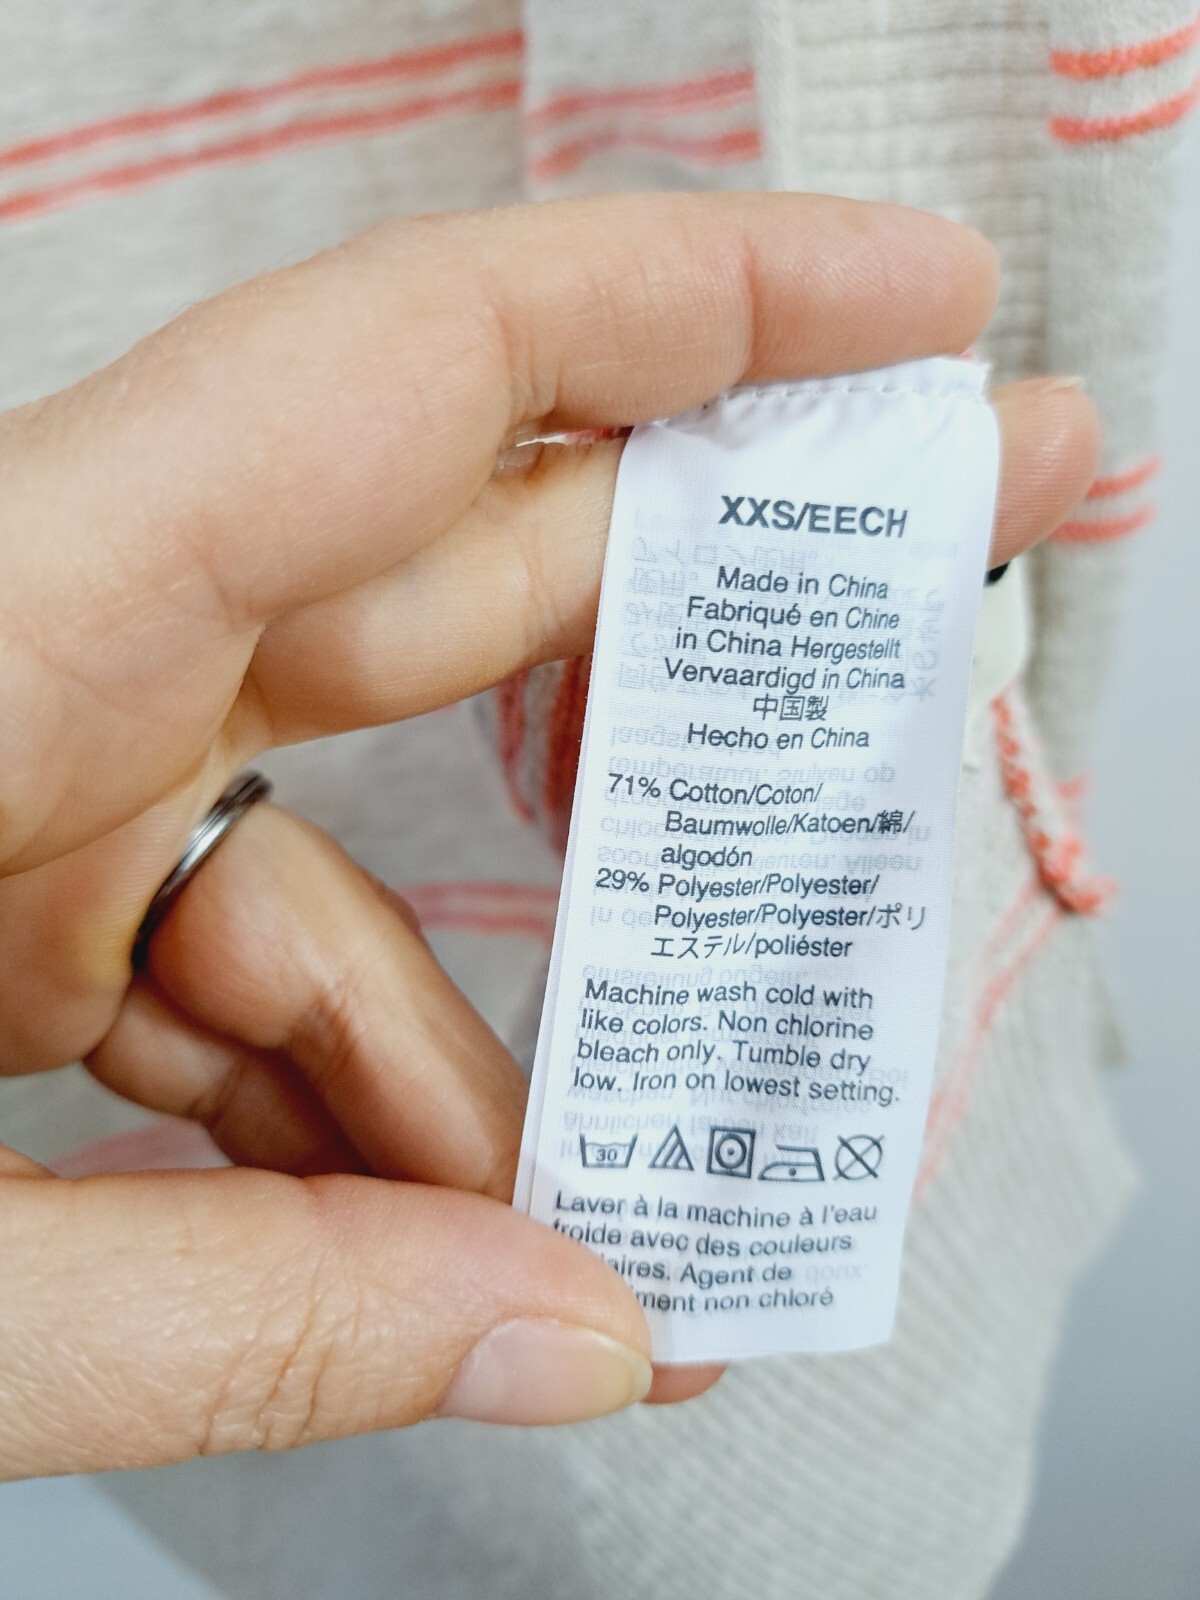 XXS/EECH
Made in China
Fabriqué en Chine
in China Hergestellt
Vervaardigd in China
中国製
Hecho en China
71% Cotton/Coton/
Baumwolle/Katoen/綿/
algodón
29% Polyester/Polyester/
Polyester/Polyester/ポリ
エステル/poliéster
Machine wash cold with
like colors. Non chlorine
bleach only. Tumble dry
low. Iron on lowest setting.
30
Laver à la machine à l'eau
froide avec des couleurs
Agent de
non chloré